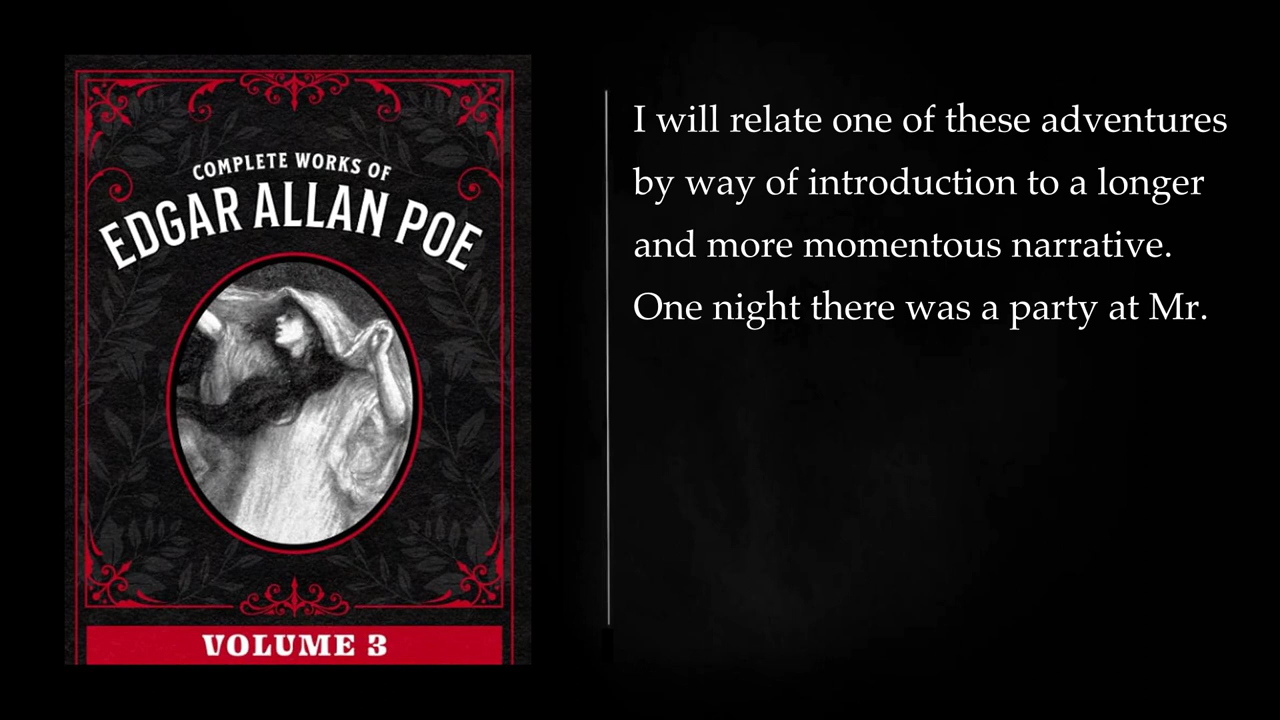 COMPLETE WORKS OF
EDGAR ALLAN POE
VOLUME 3
I will relate one of these adventures
by way of introduction to a longer
and more momentous narrative.
One night there was a party at Mr.